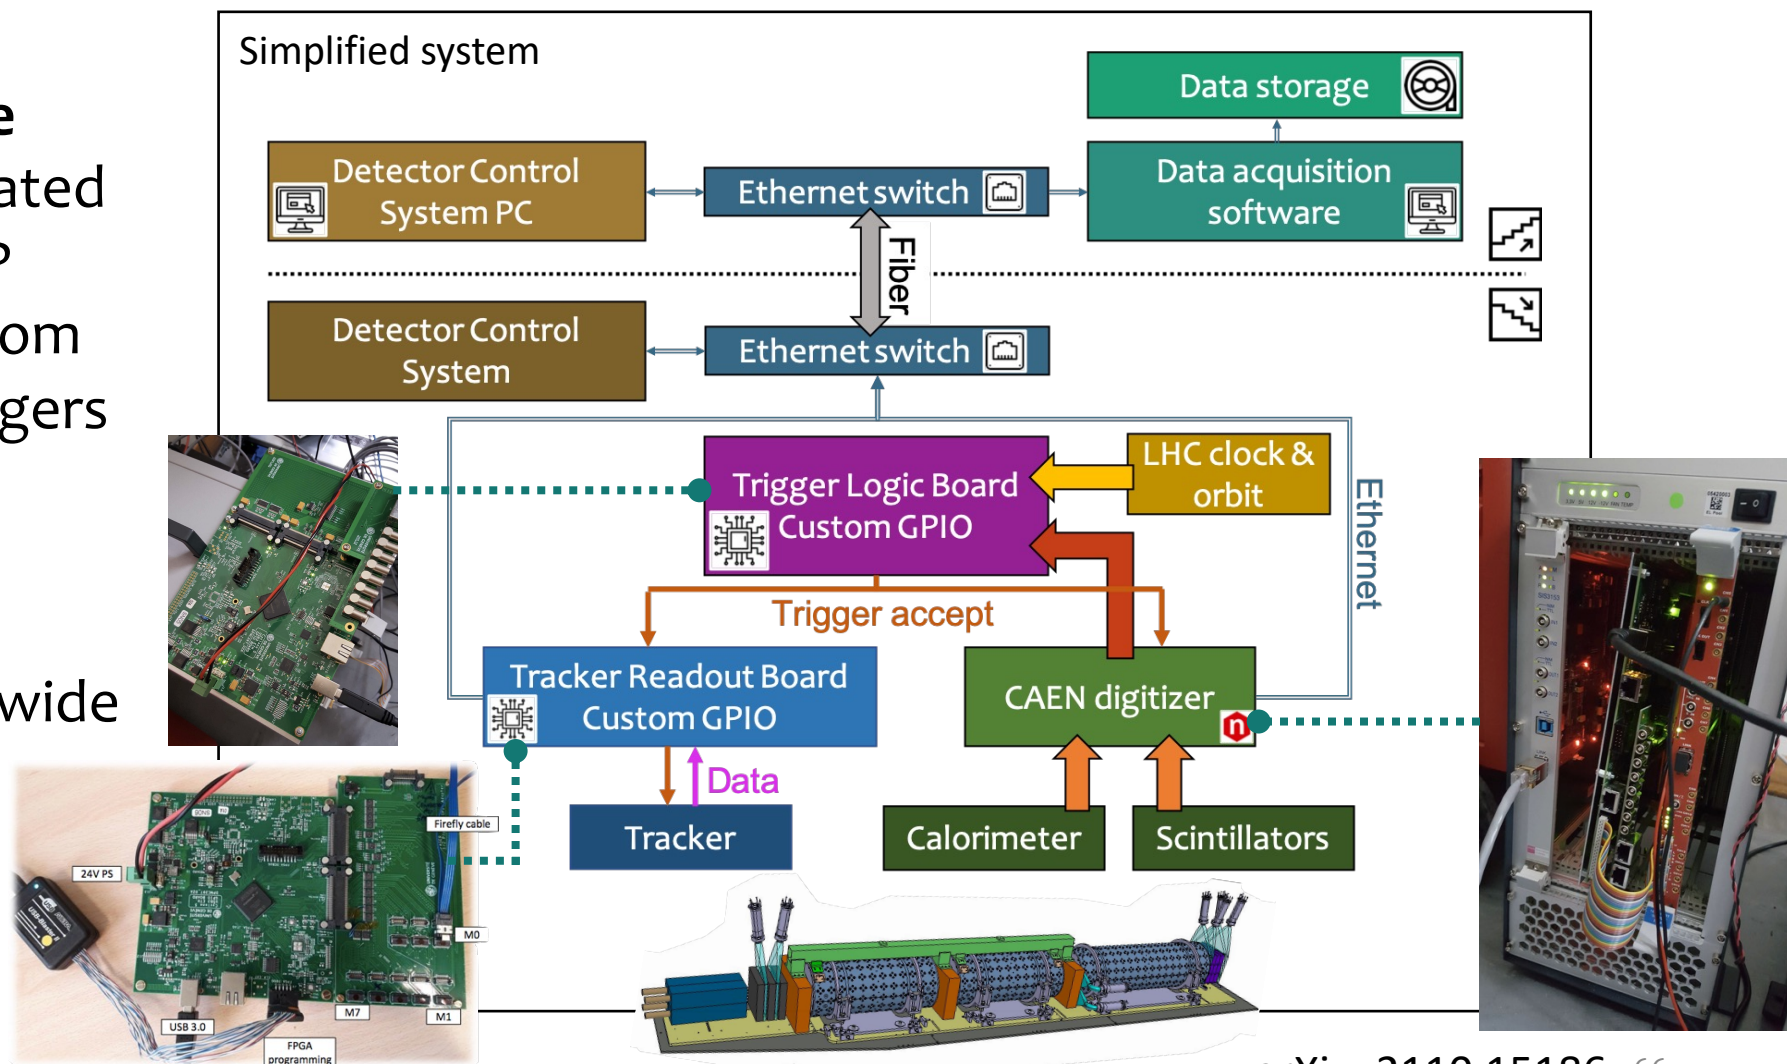 Simplified system
e
ated
P
om
gers
wide
Data storage
Detector Control
System PC
Ethernet switch
Data acquisition
software
Fiber
Detector Control
System
Ethernet switch
Trigger Logic Board
Custom GPIO
LHC clock &
orbit
Ethernet
Trigger accept
Tracker Readout Board
Custom GPIO
CAEN digitizer
n
Data
Tracker
Calorimeter
Scintillators
Firefly cable
24V PS
M0
USB 3.0
M7
M1
FPGA
programming